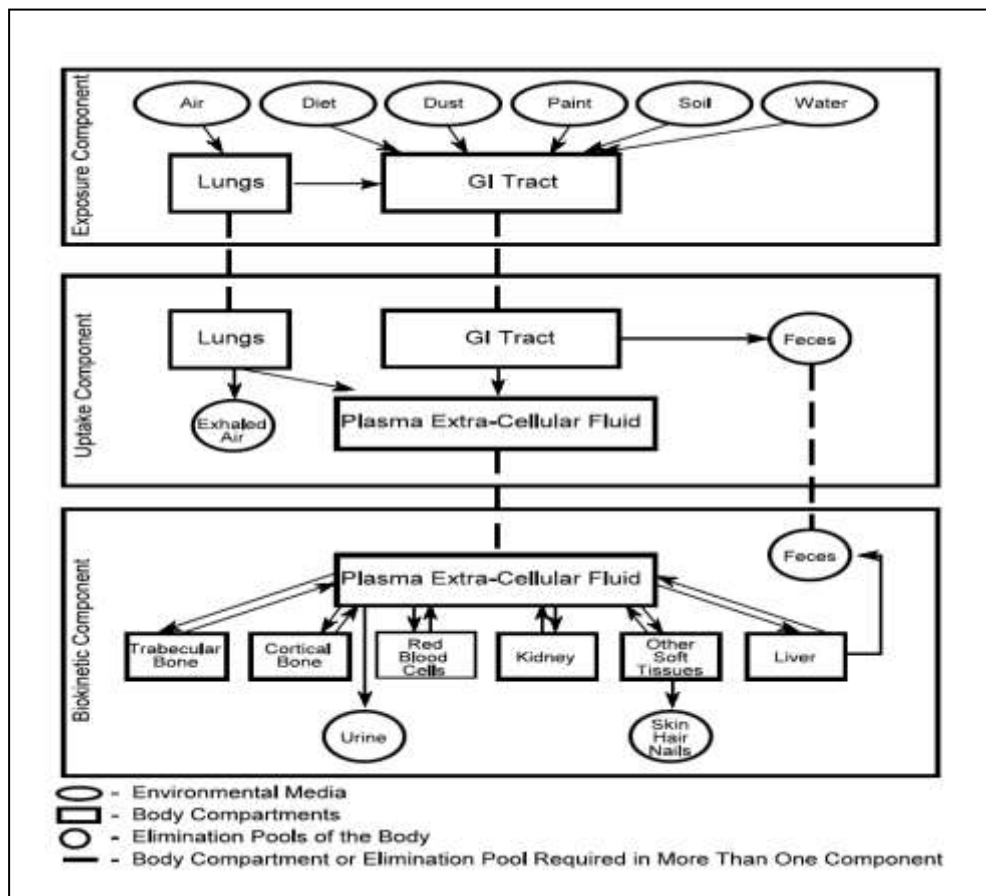 Exposure Component
Air
Diet
Dust
Paint
Soil
Water
Lungs
GI Tract
Uptake Component
Lungs
GI Tract
Feces
Exhaled
Air
Plasma Extra-Cellular Fluid
Biokinetic Component
Feces
Plasma Extra-Cellular Fluid
Trabecular
Bone
Cortical
Bone
Red
Blood
Cells
Kidney
Other
Soft
Tissues
Liver
Urine
Skin
Hair
Nails
- Environmental Media
- Body Compartments
- Elimination Pools of the Body
- Body Compartment or Elimination Pool Required in More Than One Component